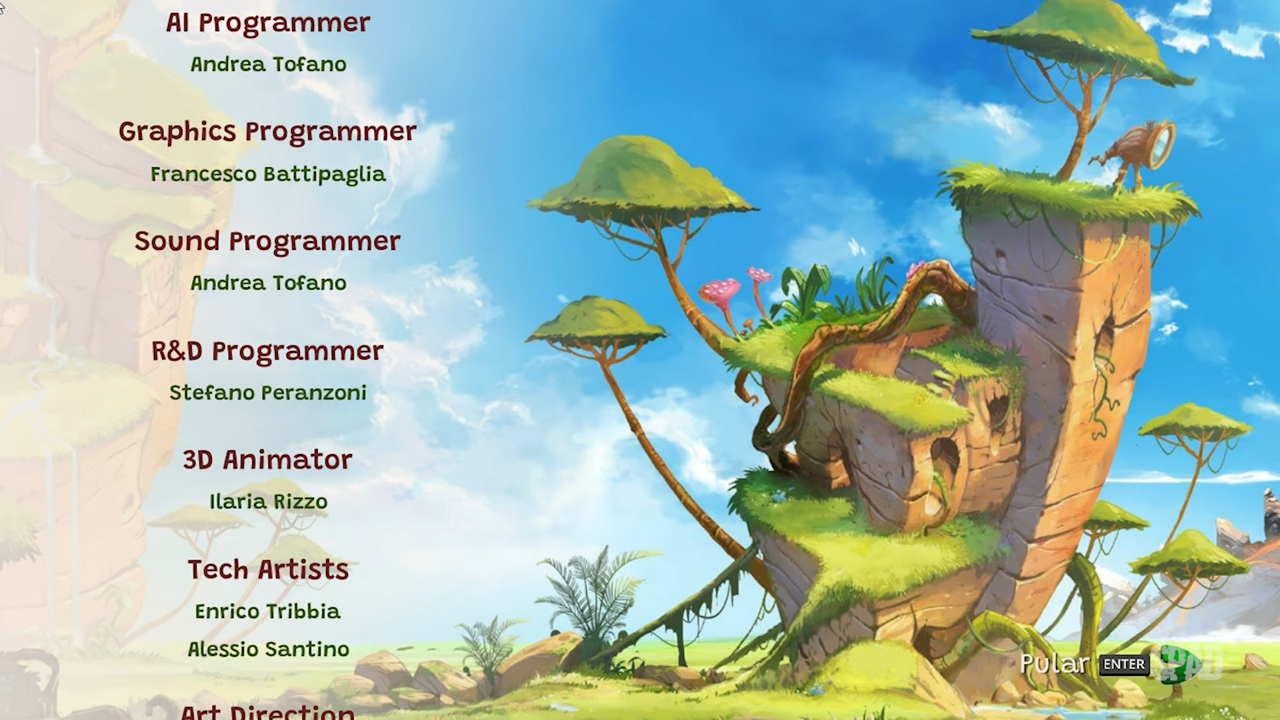 AI Programmer
Andrea Tofano
Graphics Programmer
Francesco Battipaglia
Sound Programmer
Andrea Tofano
R&D Programmer
Stefano Peranzoni
3D Animator
Ilaria Rizzo
Tech Artists
Enrico Tribbia
Alessio Santino
Art Direction
Pular ENTER